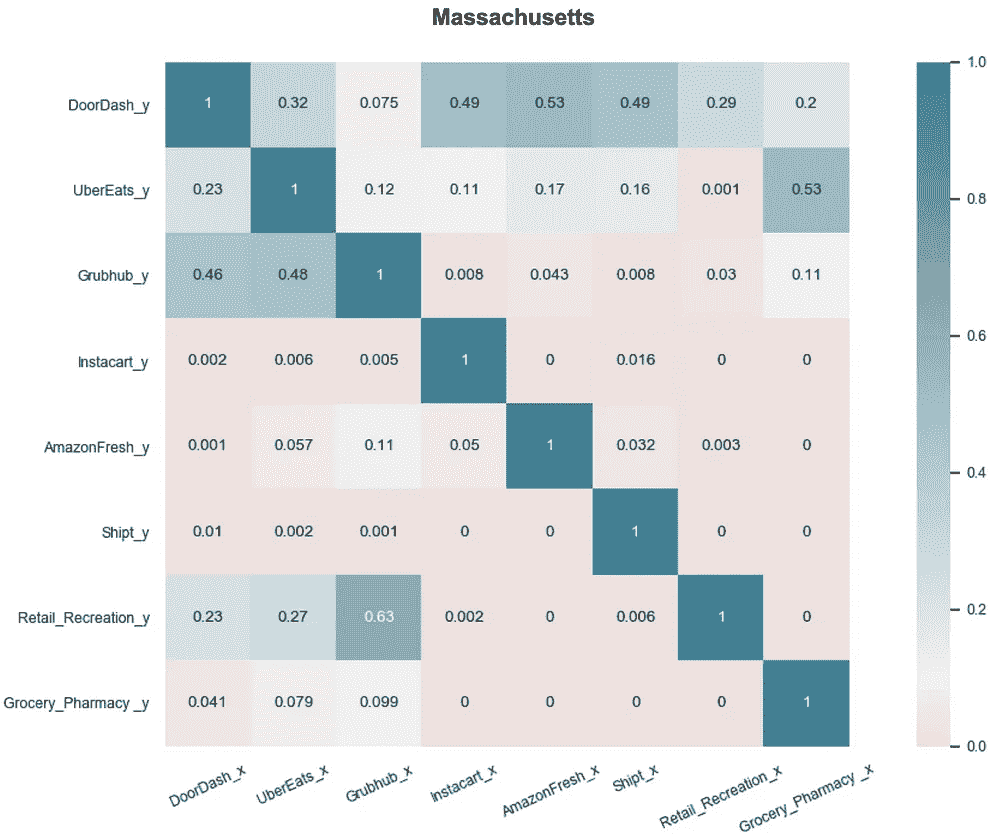 Massachusetts
DoorDash_y 1 0.32 0.075 0.49 0.53 0.49 0.29 0.2
UberEats_y 0.23 1 0.12 0.11 0.17 0.16 0.001 0.53
Grubhub_y 0.46 0.48 1 0.008 0.043 0.008 0.03 0.11
Instacart_y 0.002 0.006 0.005 1 0 0.016 0 0
AmazonFresh_y 0.001 0.057 0.11 0.05 1 0.032 0.003 0
Shipt_y 0.01 0.002 0.001 0 0 1 0 0
Retail_Recreation_y 0.23 0.27 0.63 0.002 0 0.006 1 0
Grocery_Pharmacy _y 0.041 0.079 0.099 0 0 0 0 1
DoorDash_x UberEats_x Grubhub_x Instacart_x AmazonFresh_x Shipt_x Retail_Recreation_x Grocery_Pharmacy _x
1.0
0.8
0.6
0.4
0.2
0.0